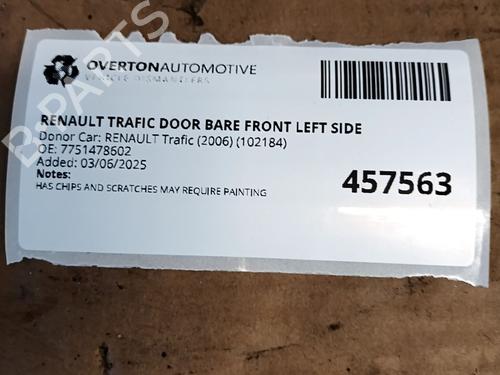 OVERTONAUTOMOTIVE
VEHICLE DISMANTLERS
RENAULT TRAFIC DOOR BARE FRONT LEFT SIDE
Donor Car: RENAULT Trafic (2006) (102184)
OE: 7751478602
Added: 03/06/2025
Notes:
HAS CHIPS AND SCRATCHES MAY REQUIRE PAINTING
457563
B-PARTS